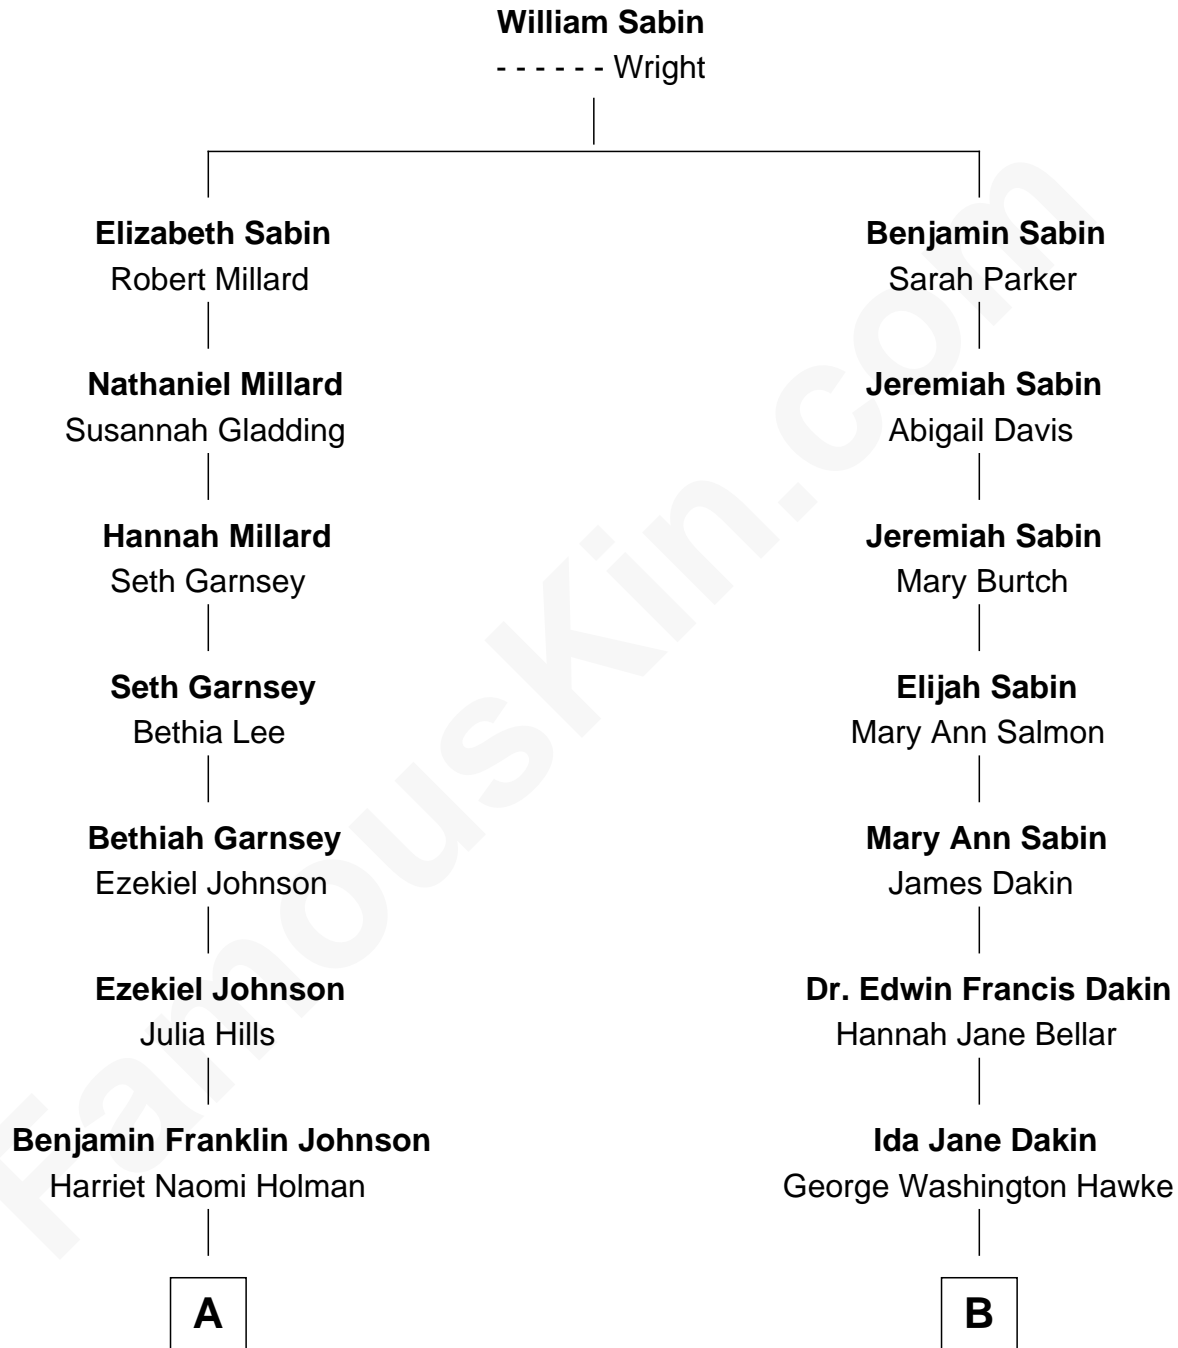 William Sabin
- - - - - - Wright
Elizabeth Sabin
Robert Millard
Benjamin Sabin
Sarah Parker
Nathaniel Millard
Susannah Gladding
Jeremiah Sabin
Abigail Davis
Hannah Millard
Seth Garnsey
Jeremiah Sabin
Mary Burtch
Seth Garnsey
Bethia Lee
Elijah Sabin
Mary Ann Salmon
Bethiah Garnsey
Ezekiel Johnson
Mary Ann Sabin
James Dakin
Ezekiel Johnson
Julia Hills
Dr. Edwin Francis Dakin
Hannah Jane Bellar
Benjamin Franklin Johnson
Harriet Naomi Holman
Ida Jane Dakin
George Washington Hawke
A
B
FamousKin.com